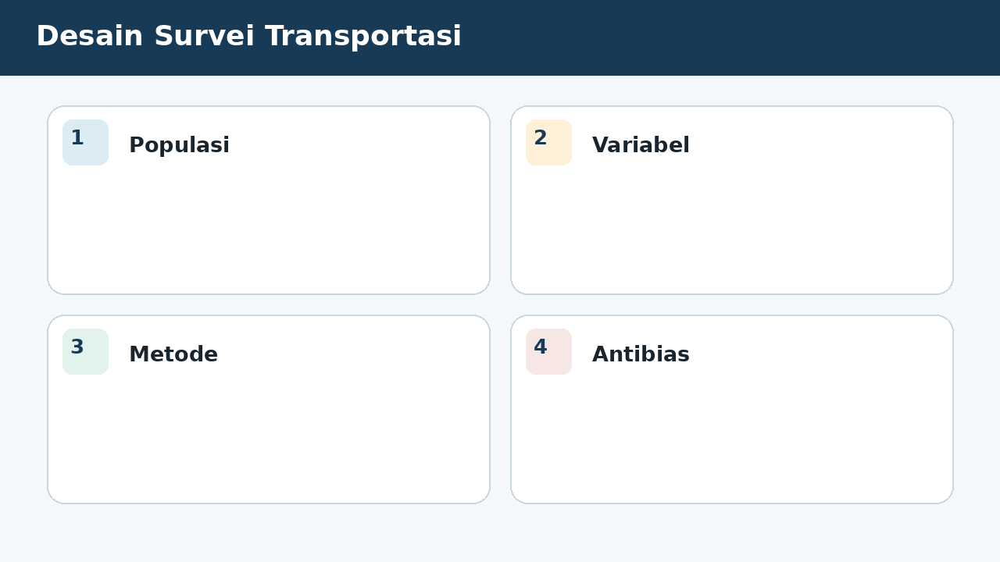 Desain Survei Transportasi
1 Populasi
2 Variabel
3 Metode
4 Antibias